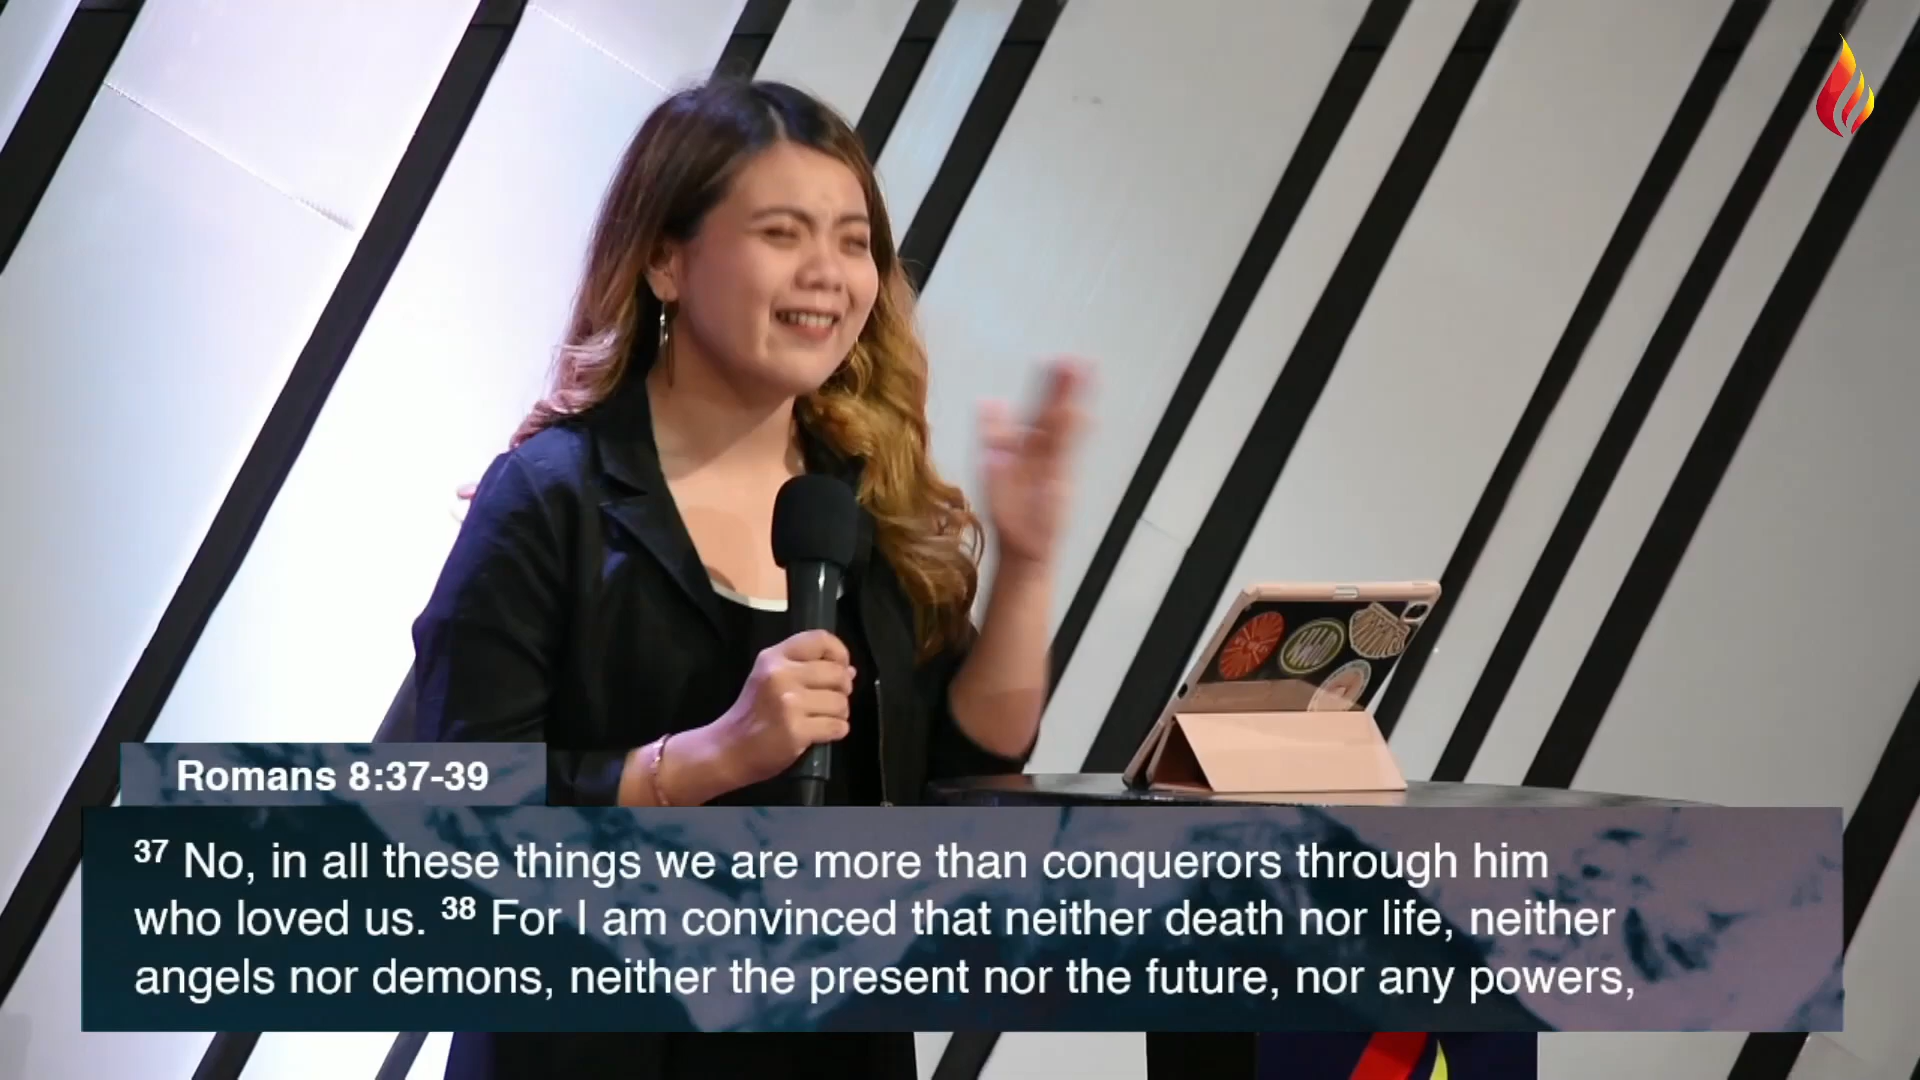 Romans 8:37-39
37 No, in all these things we are more than conquerors through him
who loved us. 38 For I am convinced that neither death nor life, neither
angels nor demons, neither the present nor the future, nor any powers,